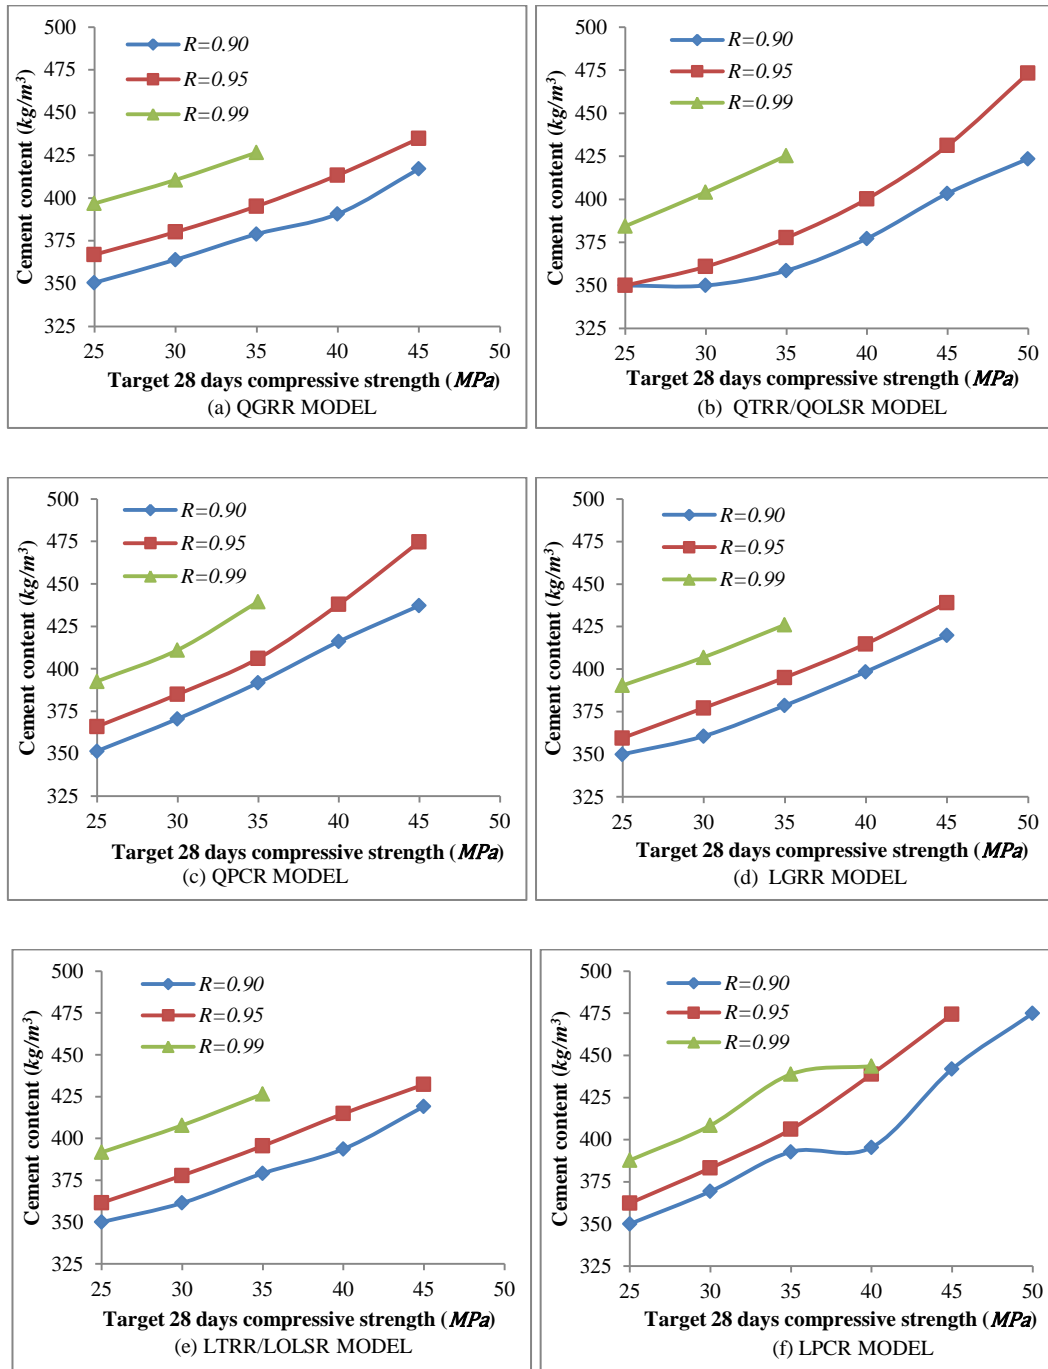 500
475
450
425
400
375
350
325
Cement content (kg/m³)
R=0.90
R=0.95
R=0.99
25 30 35 40 45 50
Target 28 days compressive strength (MPa)
(a) QGRR MODEL
500
475
450
425
400
375
350
325
Cement content (kg/m³)
R=0.90
R=0.95
R=0.99
25 30 35 40 45 50
Target 28 days compressive strength (MPa)
(b) QTRR/QOLSR MODEL
500
475
450
425
400
375
350
325
Cement content (kg/m³)
R=0.90
R=0.95
R=0.99
25 30 35 40 45 50
Target 28 days compressive strength (MPa)
(c) QPCR MODEL
500
475
450
425
400
375
350
325
Cement content (kg/m³)
R=0.90
R=0.95
R=0.99
25 30 35 40 45 50
Target 28 days compressive strength (MPa)
(d) LGRR MODEL
500
475
450
425
400
375
350
325
Cement content (kg/m³)
R=0.90
R=0.95
R=0.99
25 30 35 40 45 50
Target 28 days compressive strength (MPa)
(e) LTRR/LOLSR MODEL
500
475
450
425
400
375
350
325
Cement content (kg/m³)
R=0.90
R=0.95
R=0.99
25 30 35 40 45 50
Target 28 days compressive strength (MPa)
(f) LPCR MODEL